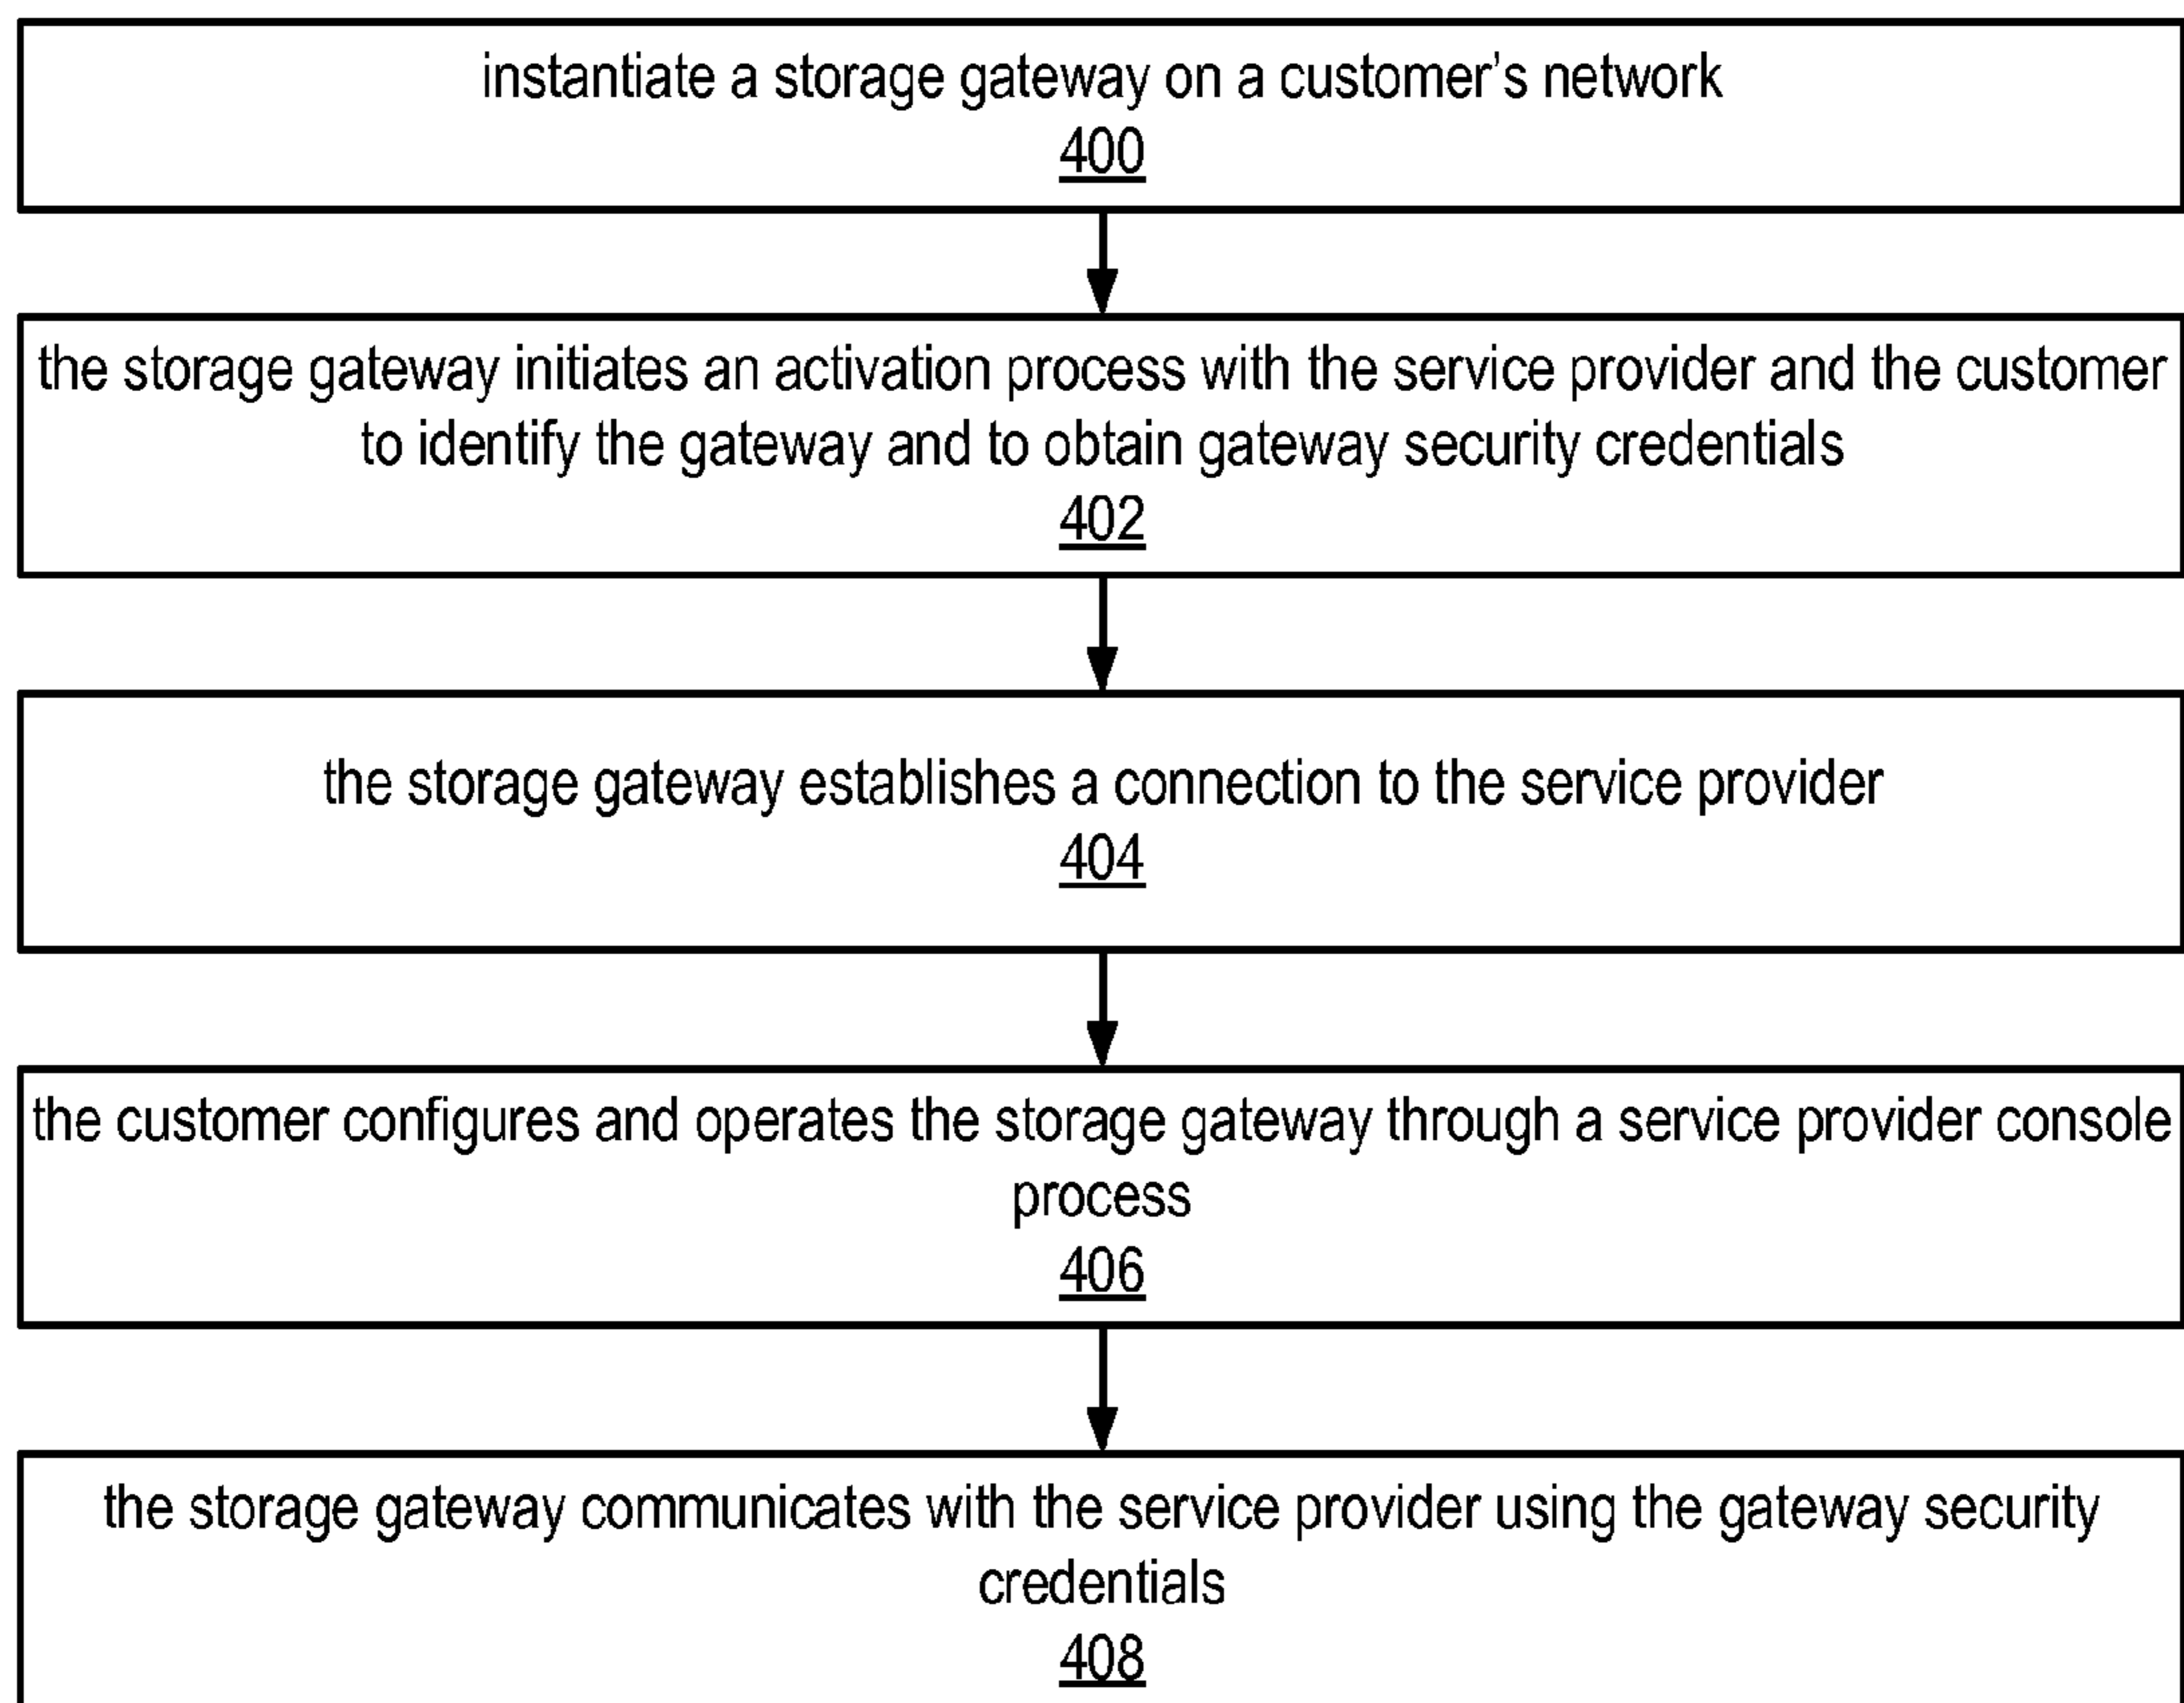 instantiate a storage gateway on a customer's network
400
the storage gateway initiates an activation process with the service provider and the customer
to identify the gateway and to obtain gateway security credentials
402
the storage gateway establishes a connection to the service provider
404
the customer configures and operates the storage gateway through a service provider console
process
406
the storage gateway communicates with the service provider using the gateway security
credentials
408